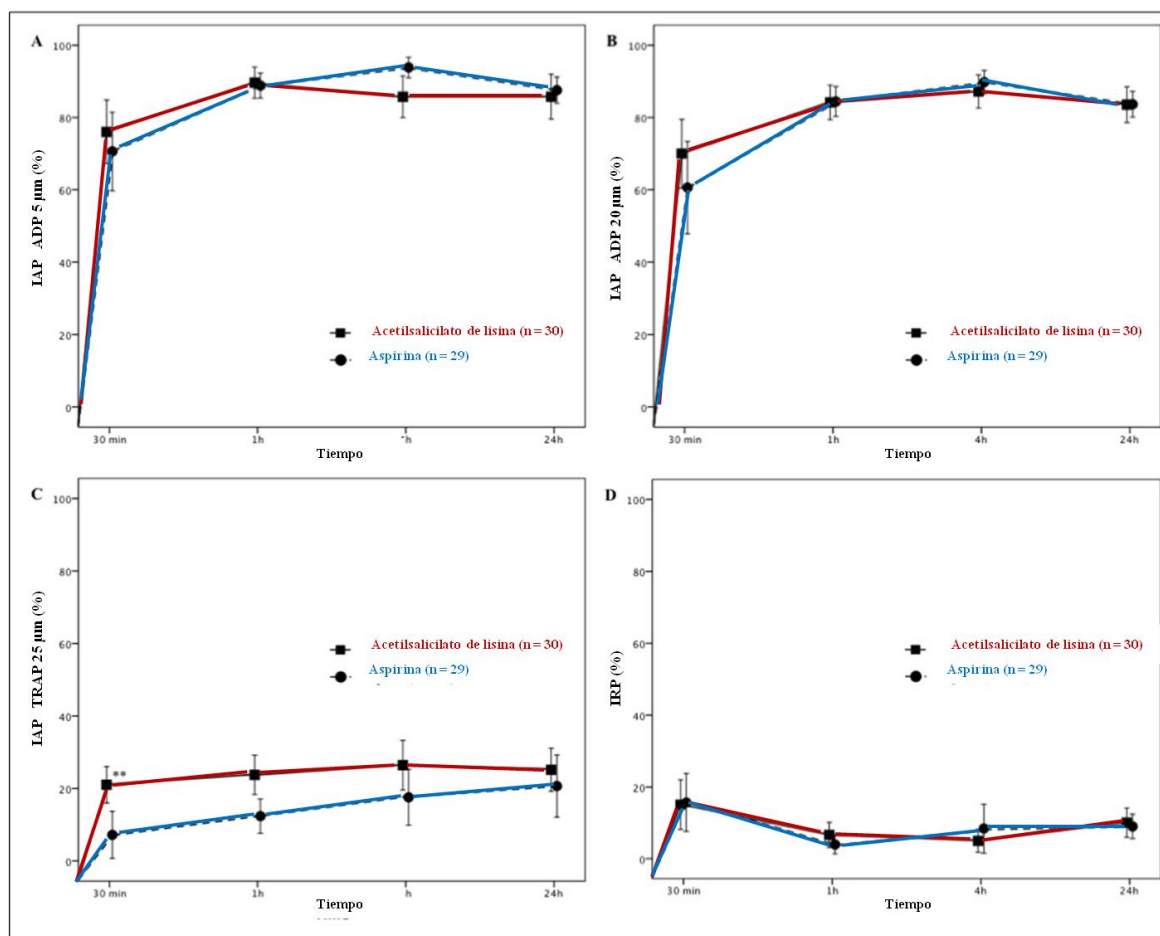 A
100
80
60
40
20
0
IAP ADP 5 µm (%)
Acetilsalicilato de lisina (n = 30)
Aspirina (n = 29)
30 min 1h h 24h
Tiempo
B
100
80
60
40
20
0
IAP ADP 20 µm (%)
Acetilsalicilato de lisina (n = 30)
Aspirina (n = 29)
30 min 1h 4h 24h
Tiempo
C
100
80
60
40
20
0
IAP TRAP 25 µm (%)
**
Acetilsalicilato de lisina (n = 30)
Aspirina (n = 29)
30 min 1h h 24h
Tiempo
D
100
80
60
40
20
0
IRP (%)
Acetilsalicilato de lisina (n = 30)
Aspirina (n = 29)
30 min 1h 4h 24h
Tiempo